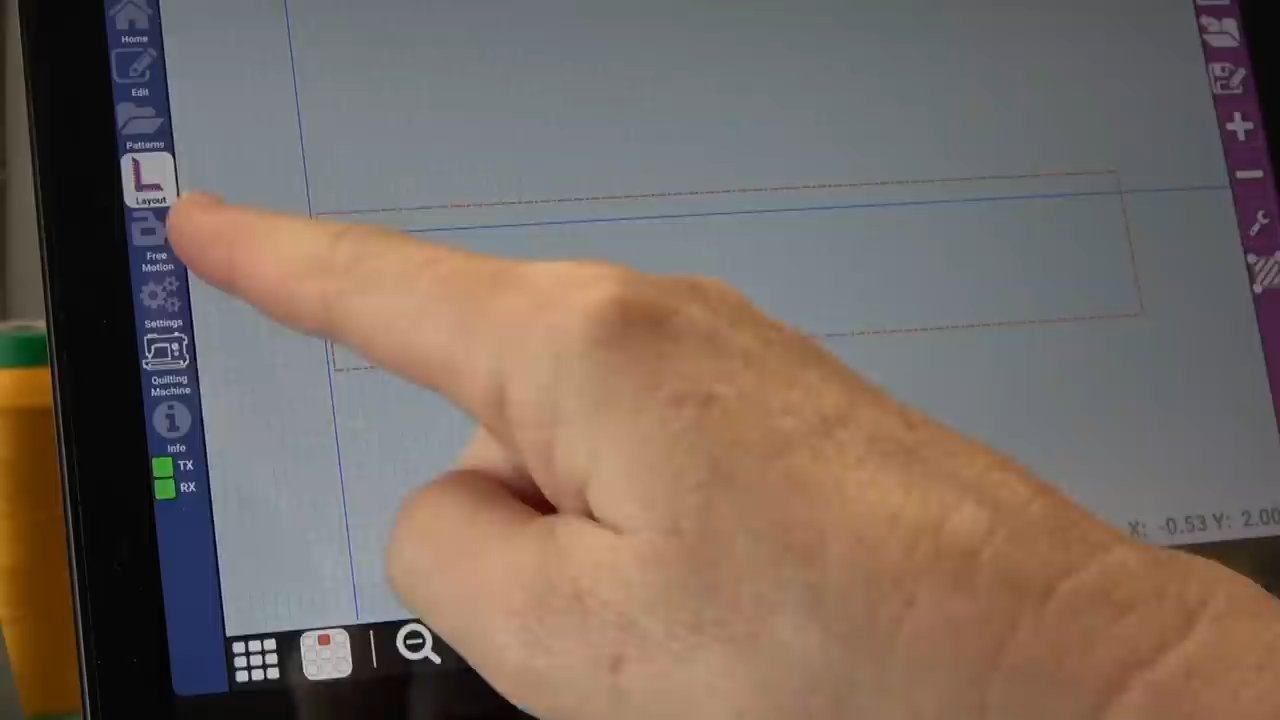 Home
Edit
Patterns
Layout
Free
Motion
Settings
Quilting
Machine
Info
TX
RX
X: -0.53 Y: 2.00